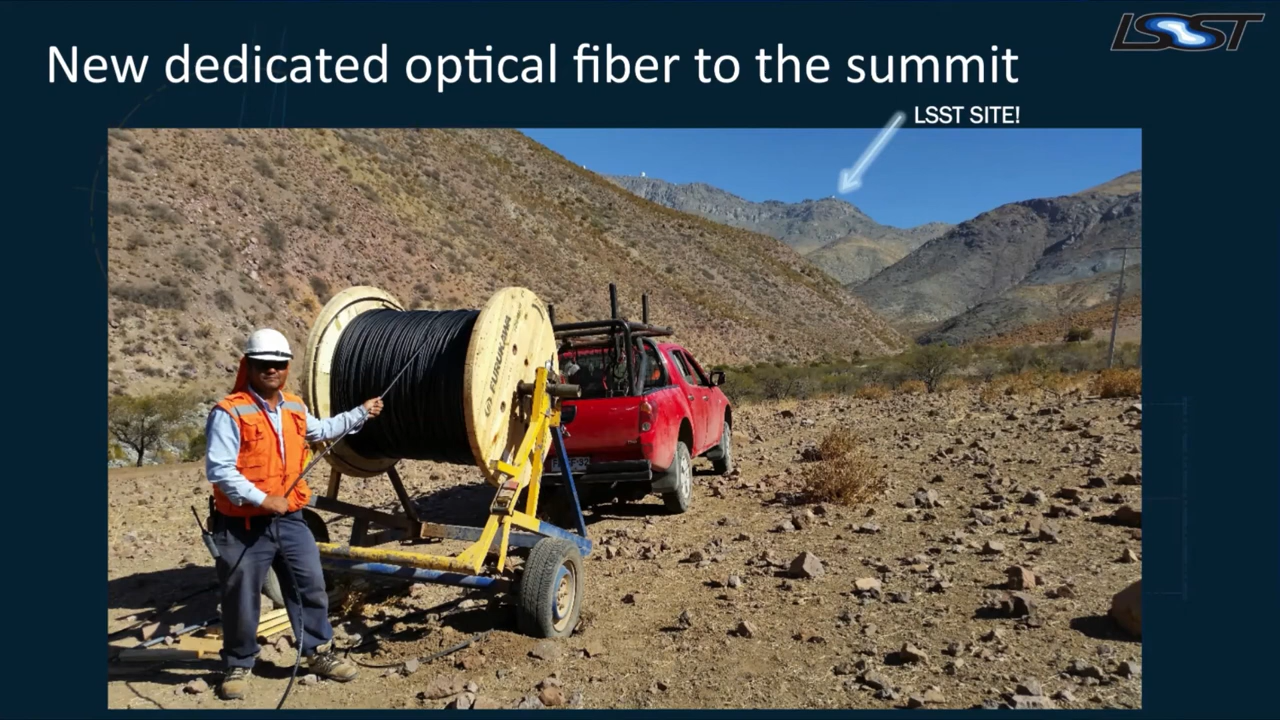 New dedicated optical fiber to the summit
LSST
LSST SITE!
FURUKAWA